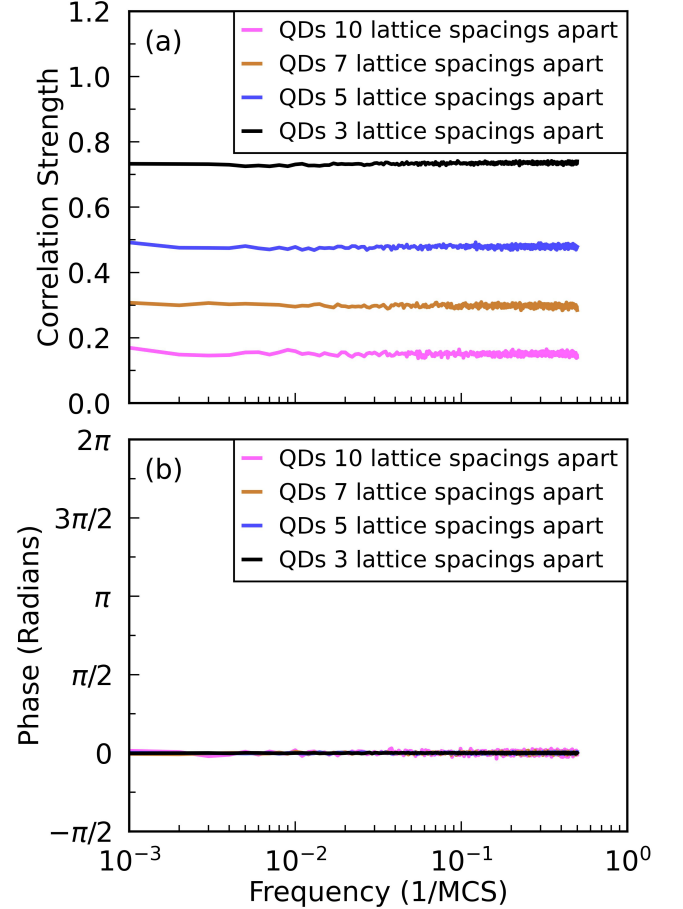 (a)
QDs 10 lattice spacings apart
QDs 7 lattice spacings apart
QDs 5 lattice spacings apart
QDs 3 lattice spacings apart
1.2
1.0
0.8
0.6
0.4
0.2
0.0
Correlation Strength
(b)
QDs 10 lattice spacings apart
QDs 7 lattice spacings apart
QDs 5 lattice spacings apart
QDs 3 lattice spacings apart
2π
3π/2
π
π/2
0
−π/2
Phase (Radians)
10⁻³ 10⁻² 10⁻¹ 10⁰
Frequency (1/MCS)